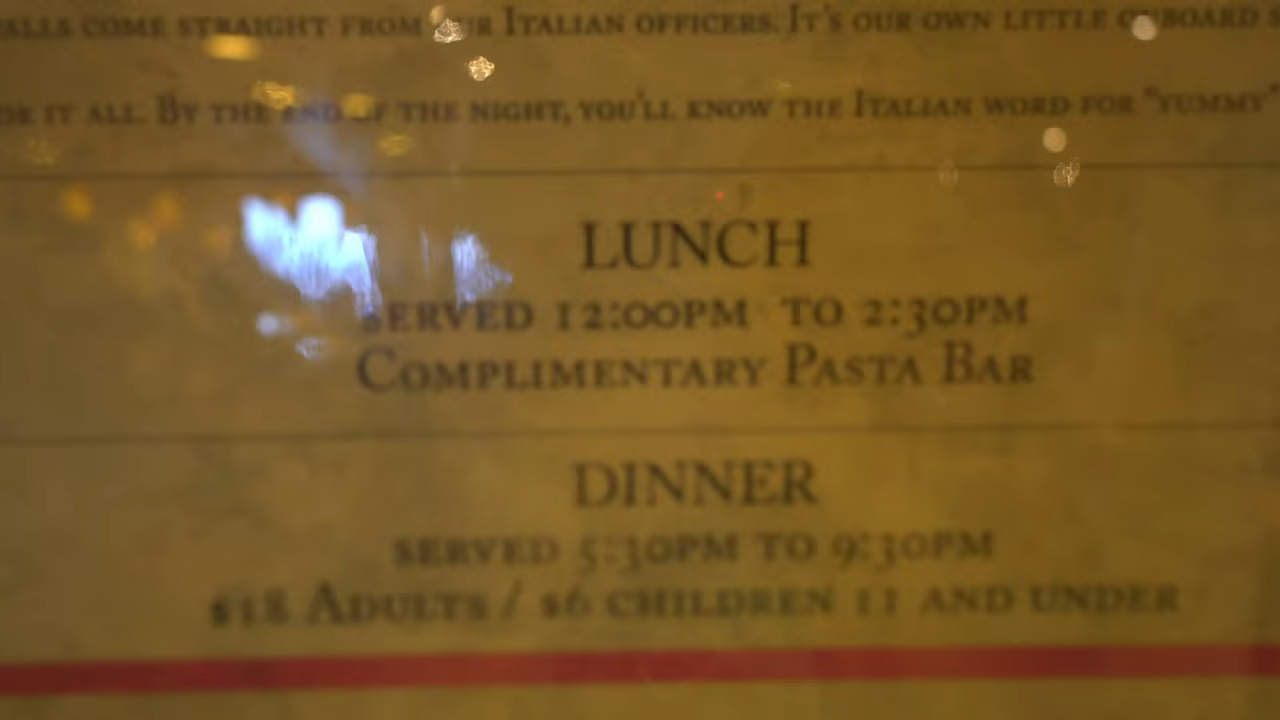 ALLS COME STRAIGHT FROM OUR ITALIAN OFFICERS. IT'S OUR OWN LITTLE ONBOARD S
OR IT ALL. BY THE END OF THE NIGHT, YOU'LL KNOW THE ITALIAN WORD FOR "YUMMY"
LUNCH
SERVED 12:00PM TO 2:30PM
COMPLIMENTARY PASTA BAR
DINNER
SERVED 5:30PM TO 9:30PM
$18 ADULTS / $6 CHILDREN 11 AND UNDER